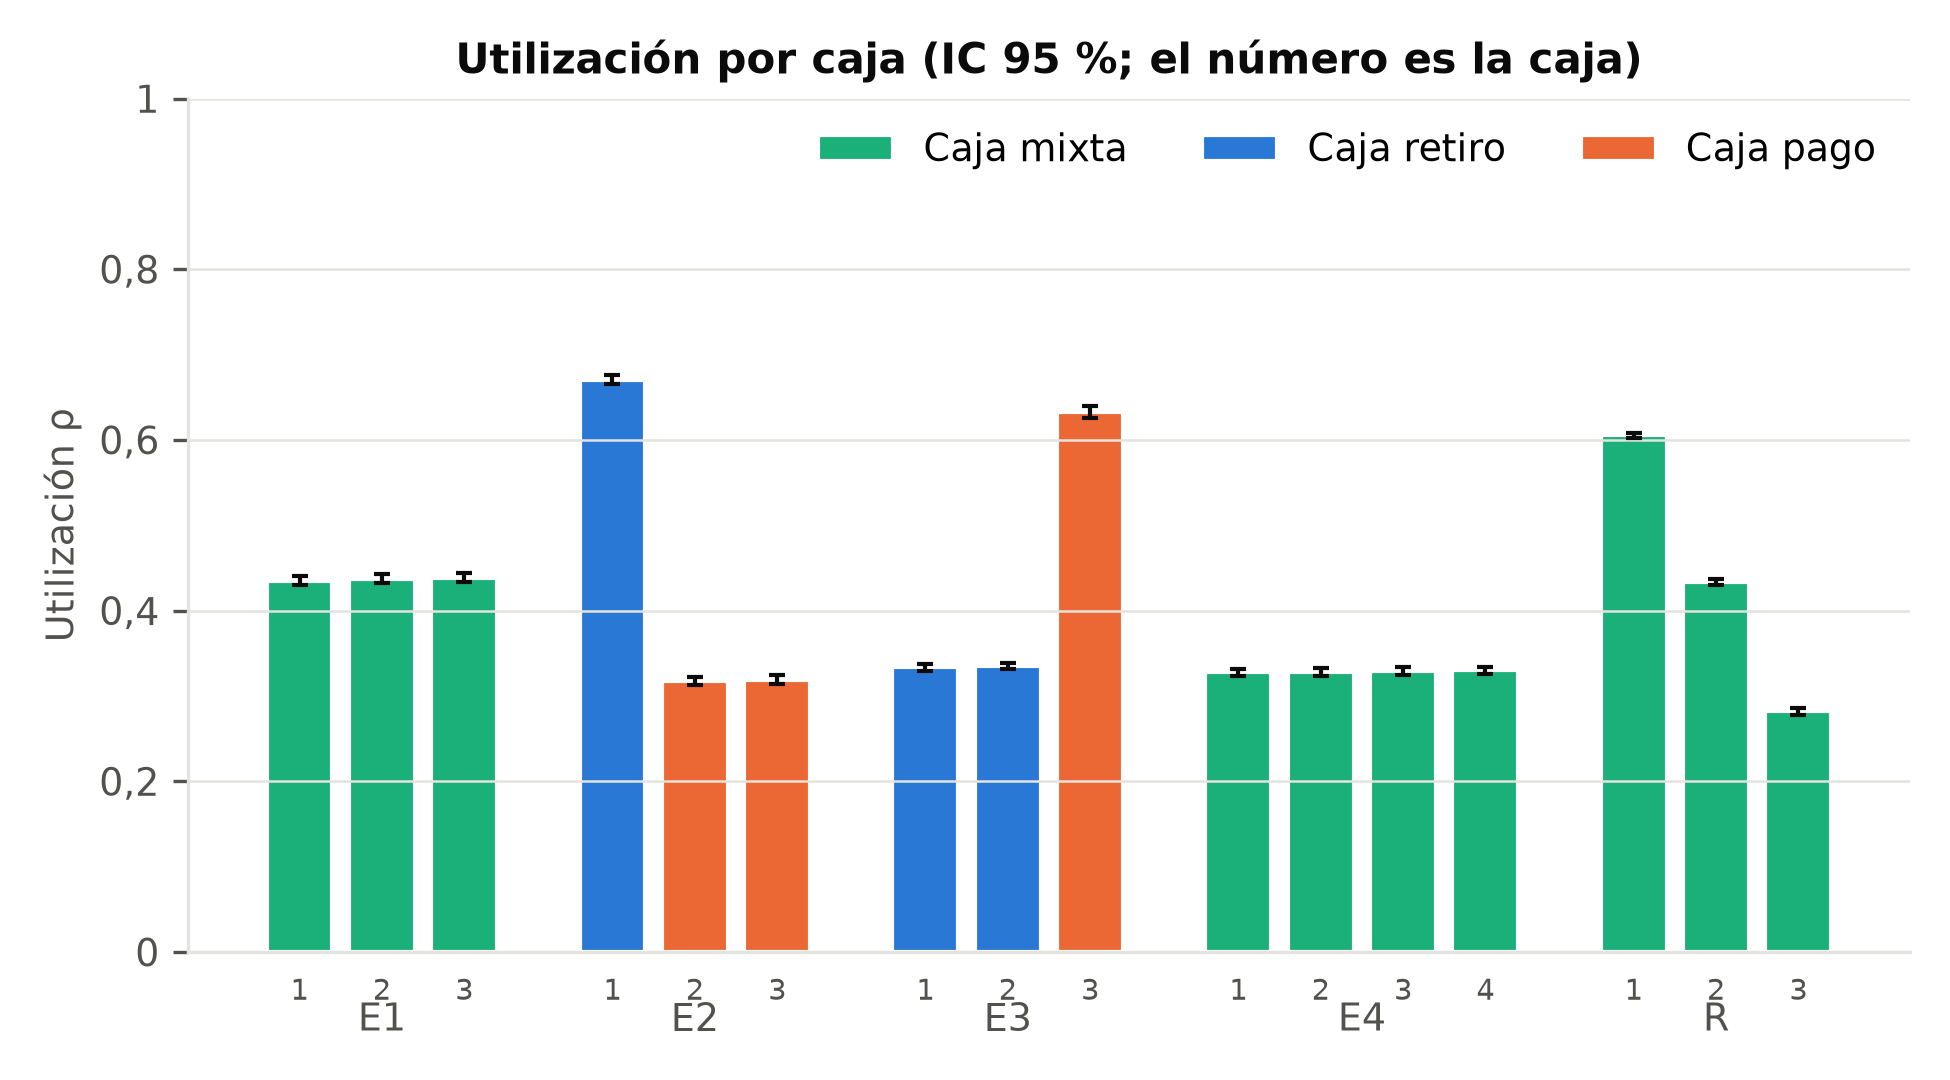 Utilización por caja (IC 95 %; el número es la caja)
Caja mixta Caja retiro Caja pago
Utilización ρ
1
0,8
0,6
0,4
0,2
0
1 2 3 1 2 3 1 2 3 1 2 3 4 1 2 3
E1 E2 E3 E4 R